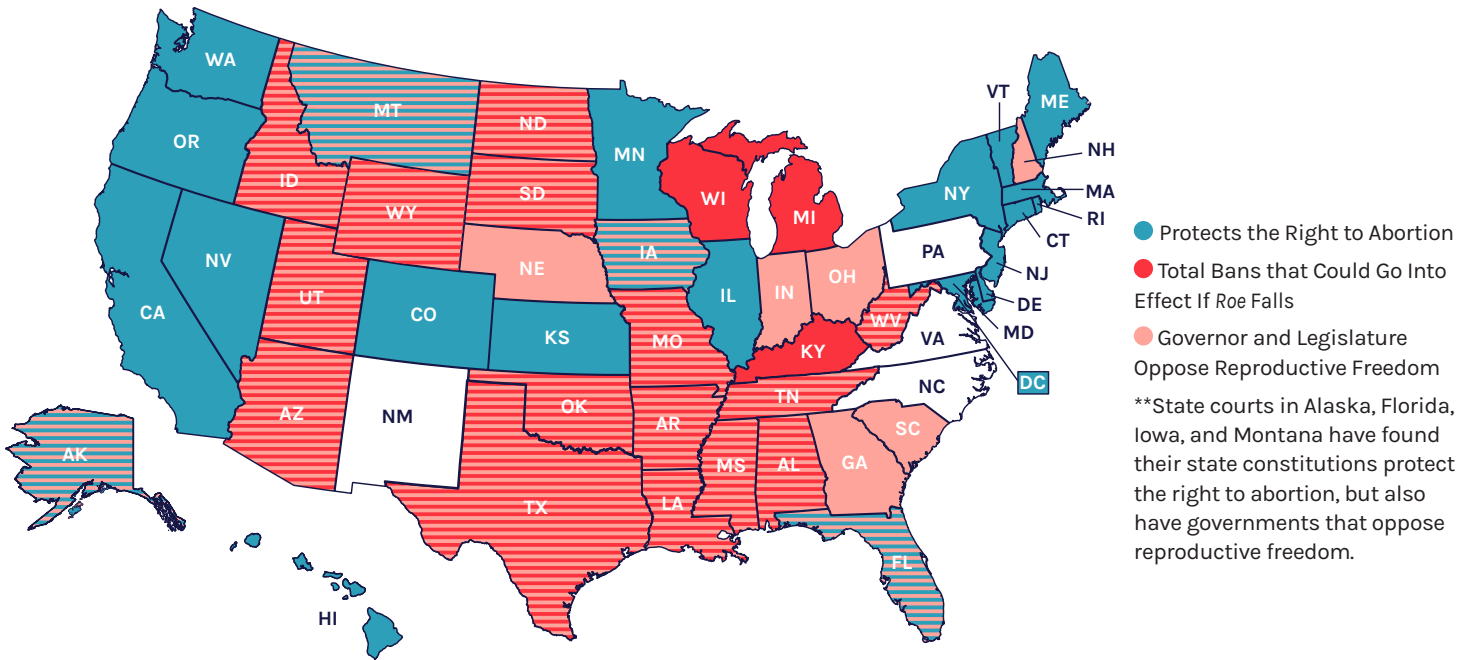 WA
OR
CA
NV
ID
MT
WY
UT
AZ
CO
NM
ND
SD
NE
KS
OK
TX
MN
IA
MO
AR
LA
WI
IL
MI
IN
OH
KY
TN
MS
AL
GA
SC
NC
VA
WV
PA
NY
VT
ME
NH
MA
RI
CT
NJ
DE
MD
DC
FL
AK
HI
Protects the Right to Abortion
Total Bans that Could Go Into
Effect If Roe Falls
Governor and Legislature
Oppose Reproductive Freedom
**State courts in Alaska, Florida,
Iowa, and Montana have found
their state constitutions protect
the right to abortion, but also
have governments that oppose
reproductive freedom.